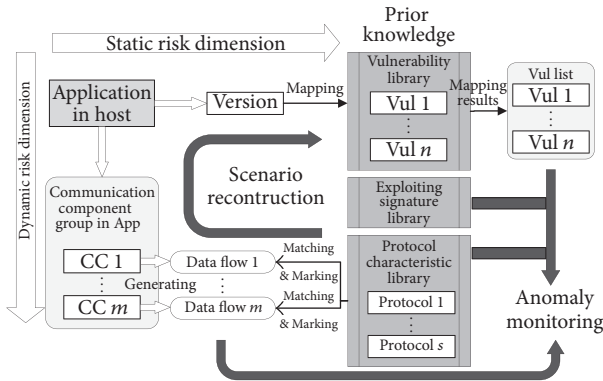 Static risk dimension
Prior
knowledge
Dynamic risk dimension
Application
in host
Version
Mapping
Vulnerability
library
Vul 1
⋮
Vul n
Mapping
results
Vul list
Vul 1
⋮
Vul n
Scenario
recontruction
Exploiting
signature
library
Communication
component
group in App
CC 1
⋮
CC m
Generating
Data flow 1
⋮
Data flow m
Matching
& Marking
Matching
& Marking
Protocol
characteristic
library
Protocol 1
⋮
Protocol s
Anomaly
monitoring